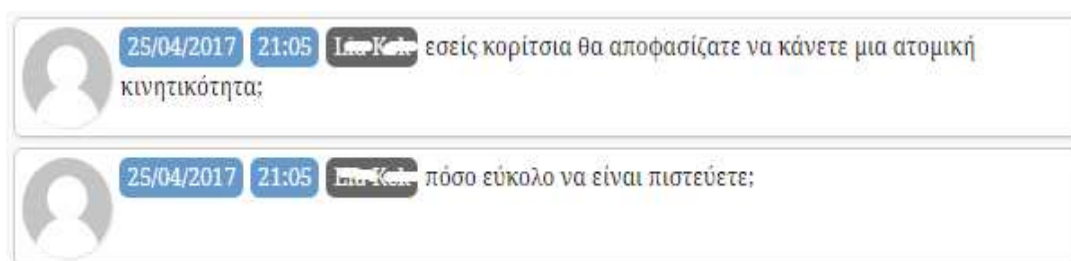 25/04/2017 21:05 εσείς κορίτσια θα αποφασίζατε να κάνετε μια ατομική
κινητικότητα;
25/04/2017 21:05 πόσο εύκολο να είναι πιστεύετε;